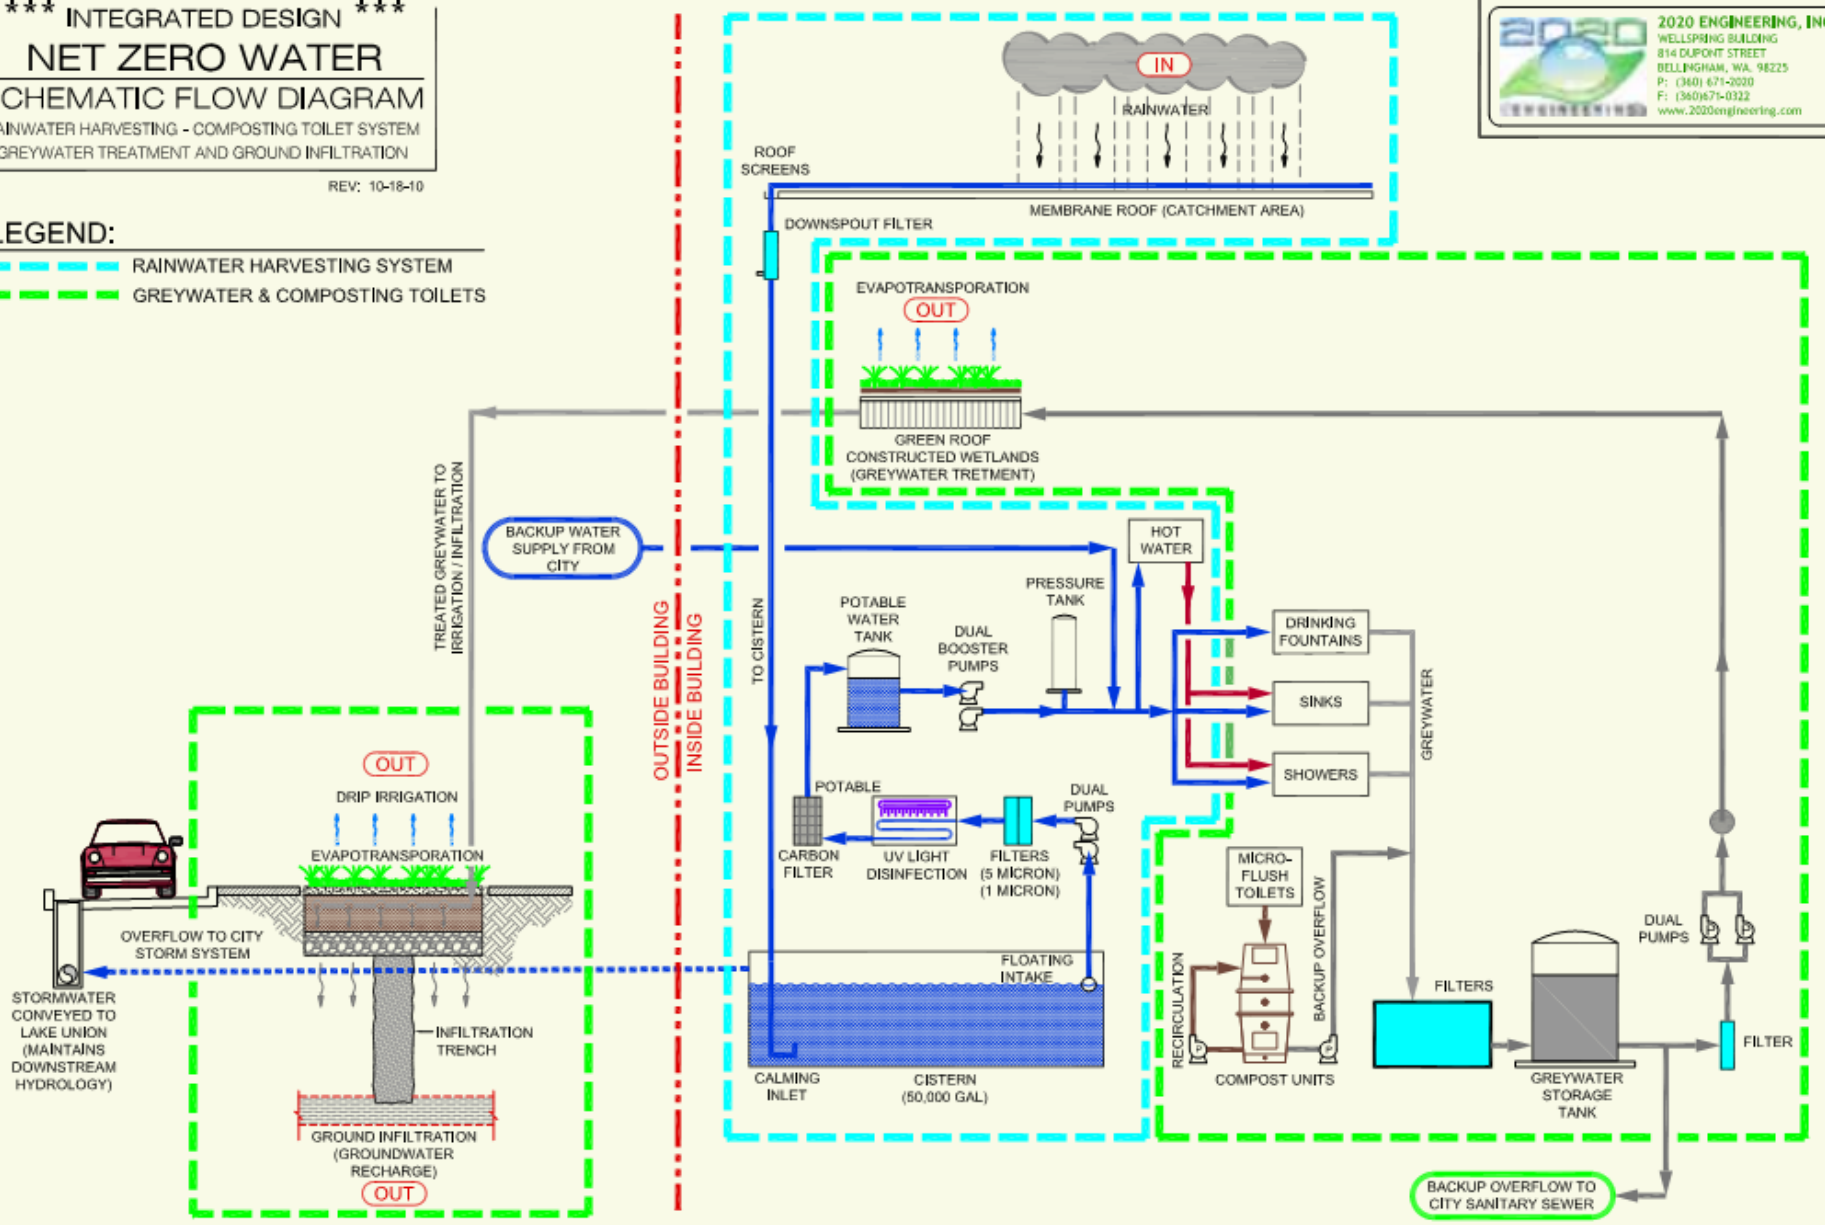 *** INTEGRATED DESIGN ***
NET ZERO WATER
CHEMATIC FLOW DIAGRAM
AINWATER HARVESTING - COMPOSTING TOILET SYSTEM
GREYWATER TREATMENT AND GROUND INFILTRATION
REV: 10-18-10
LEGEND:
RAINWATER HARVESTING SYSTEM
GREYWATER & COMPOSTING TOILETS
2020
ENGINEERING
2020 ENGINEERING, INC
WELLSPRING BUILDING
814 DUPONT STREET
BELLINGHAM, WA. 98225
P: (360) 671-2020
F: (360)671-0322
www.2020engineering.com
IN
RAINWATER
ROOF
SCREENS
MEMBRANE ROOF (CATCHMENT AREA)
DOWNSPOUT FILTER
EVAPOTRANSPORATION
OUT
GREEN ROOF
CONSTRUCTED WETLANDS
(GREYWATER TRETMENT)
TREATED GREYWATER TO
IRRIGATION / INFILTRATION
BACKUP WATER
SUPPLY FROM
CITY
OUTSIDE BUILDING
INSIDE BUILDING
TO CISTERN
HOT
WATER
PRESSURE
TANK
POTABLE
WATER
TANK
DUAL
BOOSTER
PUMPS
DRINKING
FOUNTAINS
SINKS
SHOWERS
GREYWATER
POTABLE
CARBON
FILTER
UV LIGHT
DISINFECTION
FILTERS
(5 MICRON)
(1 MICRON)
DUAL
PUMPS
OUT
DRIP IRRIGATION
EVAPOTRANSPORATION
OVERFLOW TO CITY
STORM SYSTEM
STORMWATER
CONVEYED TO
LAKE UNION
(MAINTAINS
DOWNSTREAM
HYDROLOGY)
INFILTRATION
TRENCH
GROUND INFILTRATION
(GROUNDWATER
RECHARGE)
OUT
FLOATING
INTAKE
CALMING
INLET
CISTERN
(50,000 GAL)
MICRO-
FLUSH
TOILETS
RECIRCULATION
BACKUP OVERFLOW
P
P
COMPOST UNITS
FILTERS
GREYWATER
STORAGE
TANK
DUAL
PUMPS
P
P
FILTER
BACKUP OVERFLOW TO
CITY SANITARY SEWER